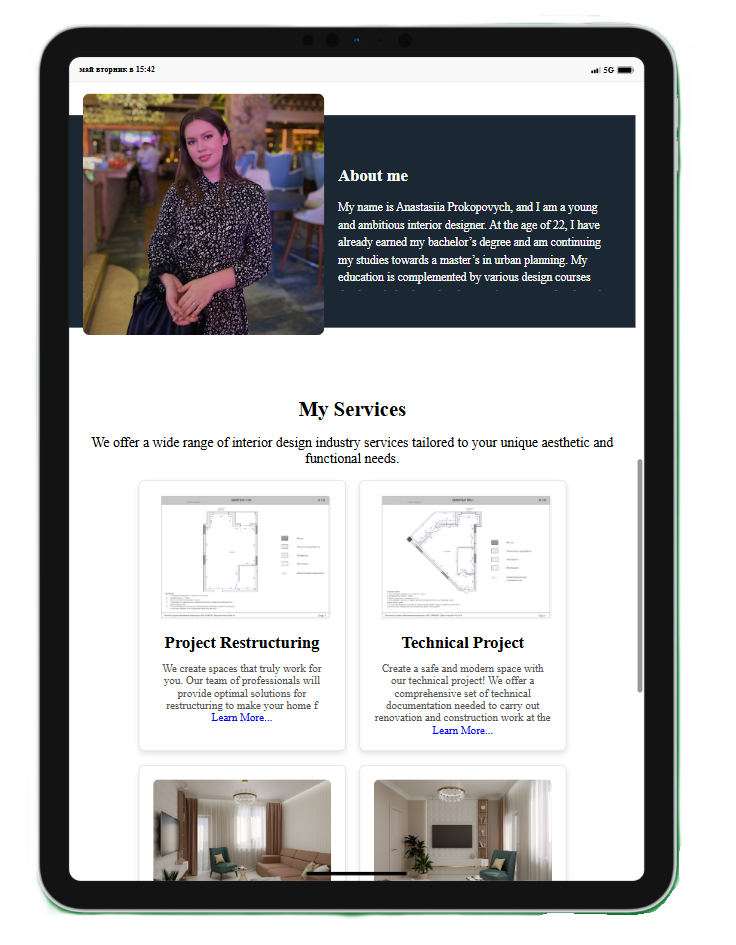 май вторник в 15:42
5G
About me
My name is Anastasiia Prokopovych, and I am a young
and ambitious interior designer. At the age of 22, I have
already earned my bachelor’s degree and am continuing
my studies towards a master’s in urban planning. My
education is complemented by various design courses
My Services
We offer a wide range of interior design industry services tailored to your unique aesthetic and
functional needs.
Project Restructuring
We create spaces that truly work for
you. Our team of professionals will
provide optimal solutions for
restructuring to make your home f
Learn More...
Technical Project
Create a safe and modern space with
our technical project! We offer a
comprehensive set of technical
documentation needed to carry out
renovation and construction work at the
Learn More...